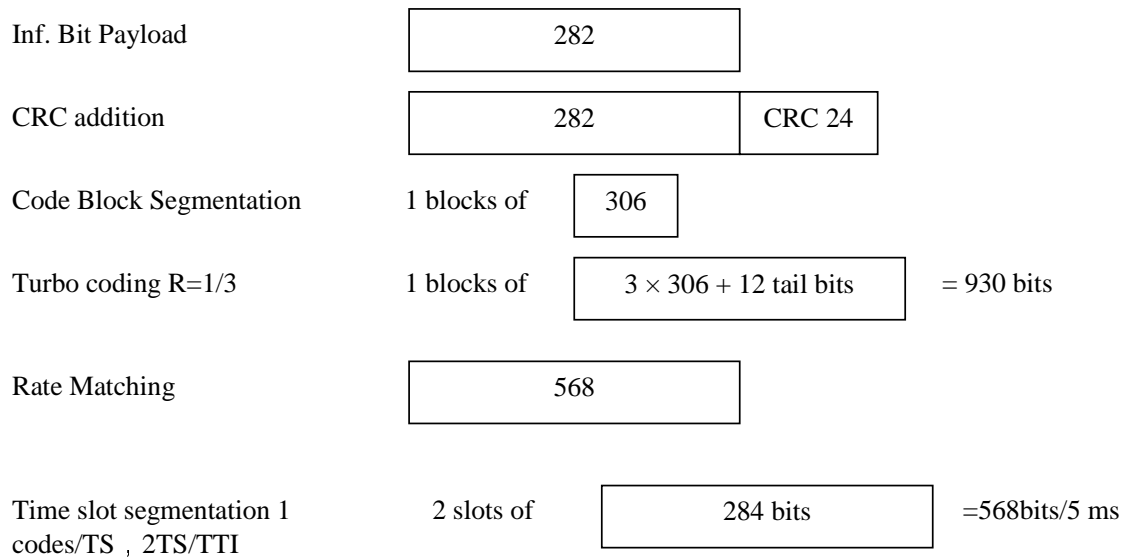 Inf. Bit Payload 282
CRC addition 282 CRC 24
Code Block Segmentation 1 blocks of 306
Turbo coding R=1/3 1 blocks of 3 × 306 + 12 tail bits = 930 bits
Rate Matching 568
Time slot segmentation 1 2 slots of 284 bits =568bits/5 ms
codes/TS , 2TS/TTI